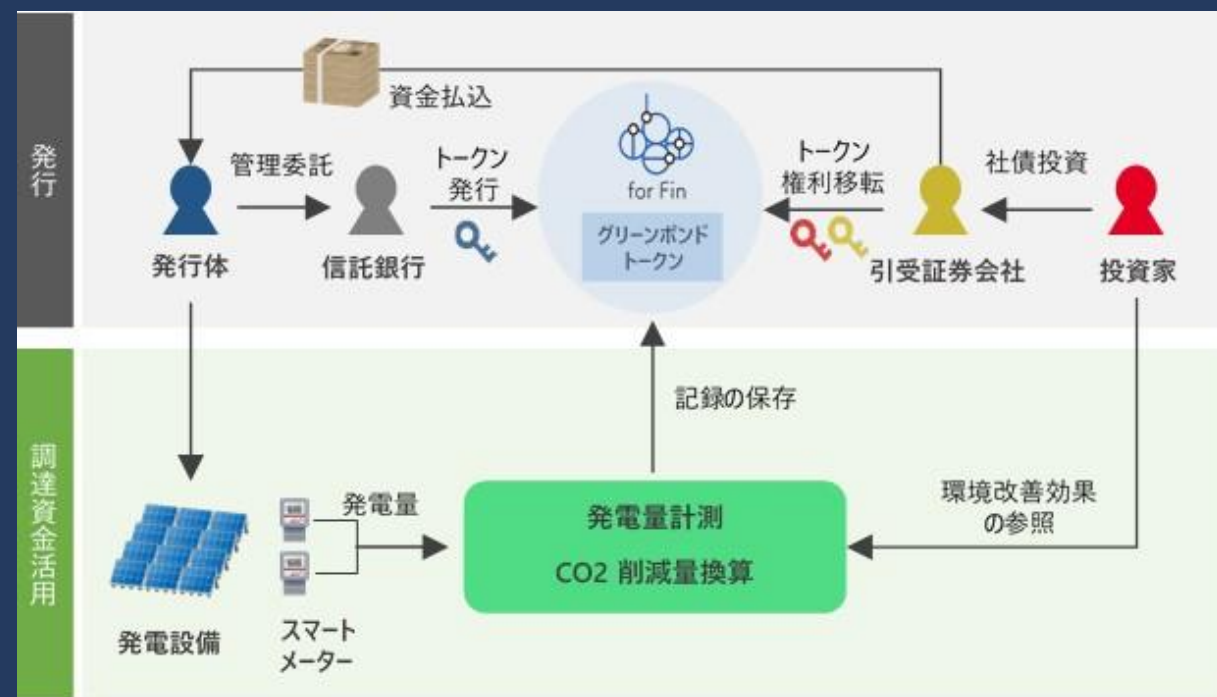 発行
資金払込
管理委託
トークン
発行
for Fin
グリーンボンド
トークン
トークン
権利移転
社債投資
発行体
信託銀行
引受証券会社
投資家
調達資金活用
記録の保存
発電量
発電量計測
CO2 削減量換算
環境改善効果
の参照
発電設備
スマート
メーター